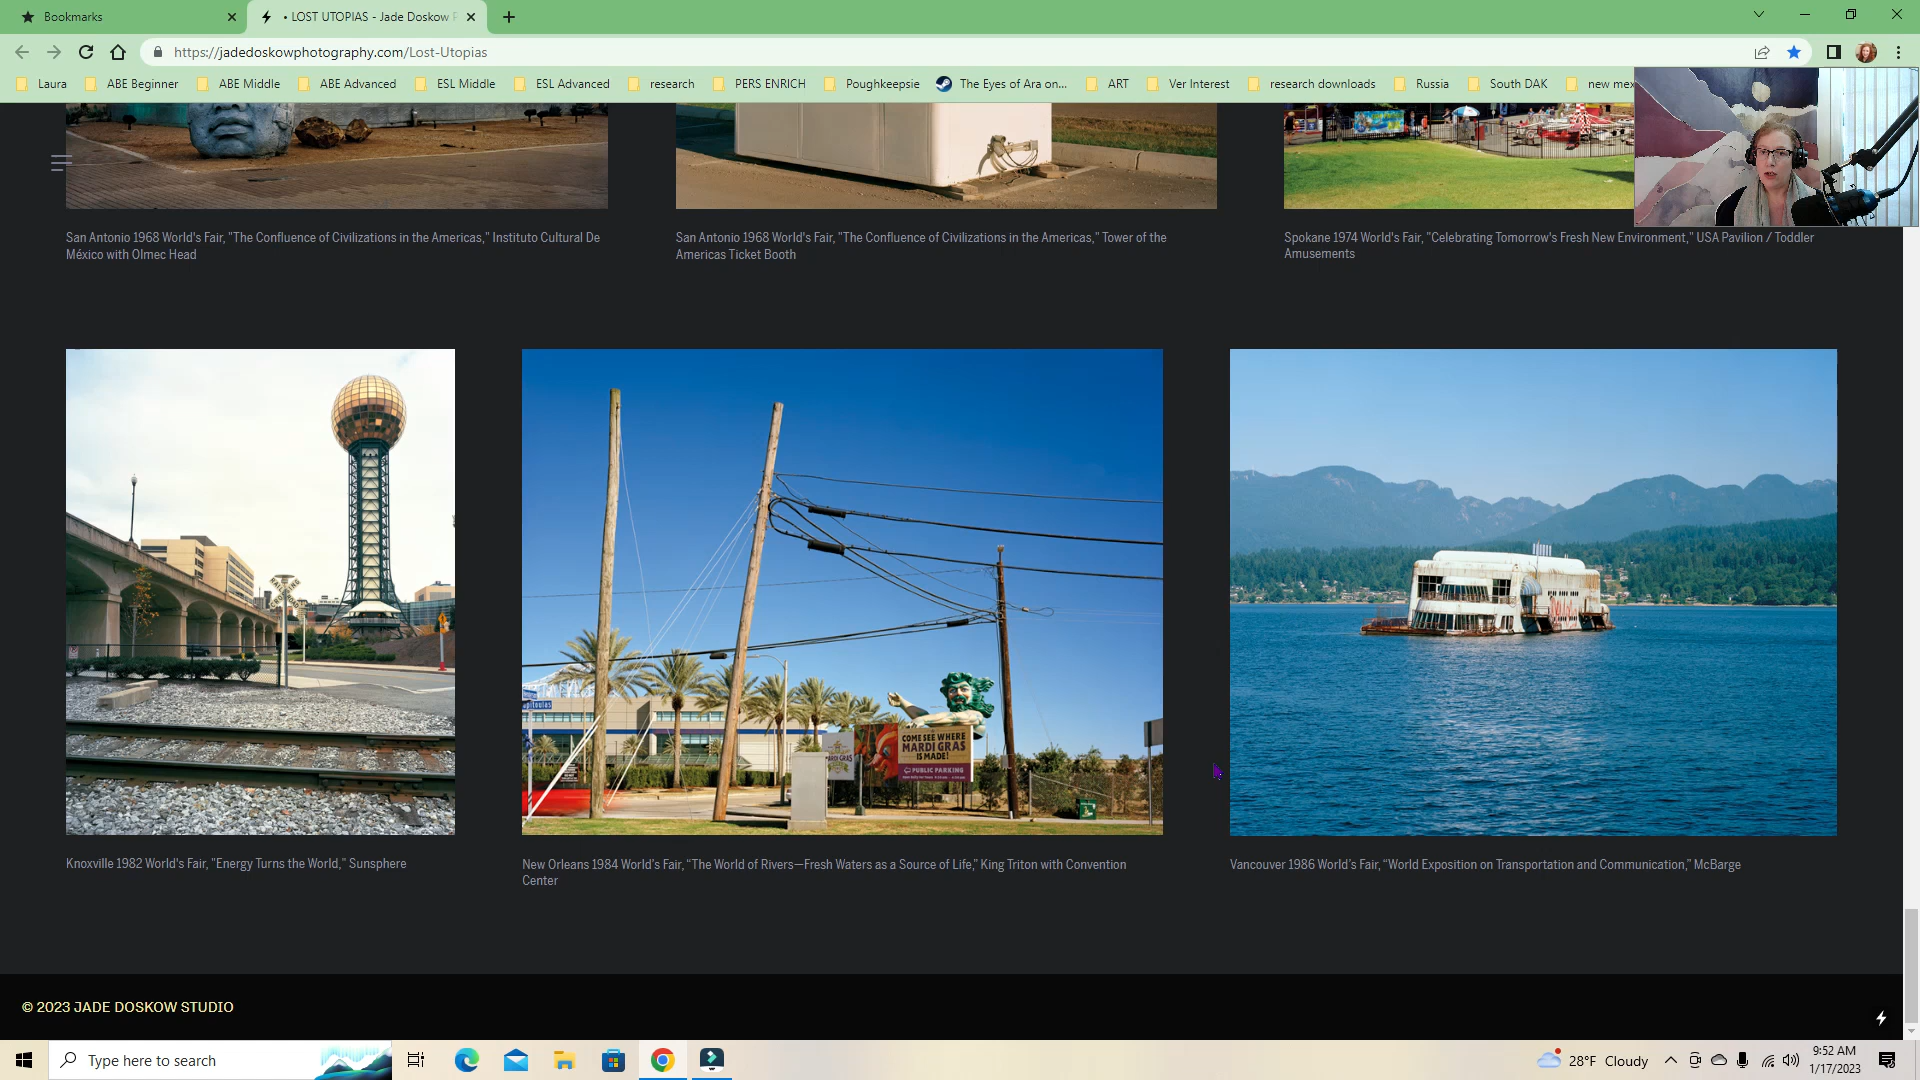 Bookmarks
• LOST UTOPIAS - Jade Doskow P
https://jadedoskowphotography.com/Lost-Utopias
Laura ABE Beginner ABE Middle ABE Advanced ESL Middle ESL Advanced research PERS ENRICH Poughkeepsie The Eyes of Ara on... ART Ver Interest research downloads Russia South DAK new mex
San Antonio 1968 World's Fair, "The Confluence of Civilizations in the Americas," Instituto Cultural De
México with Olmec Head
San Antonio 1968 World's Fair, "The Confluence of Civilizations in the Americas," Tower of the
Americas Ticket Booth
Spokane 1974 World's Fair, "Celebrating Tomorrow's Fresh New Environment," USA Pavilion / Toddler
Amusements
COME SEE WHERE
MARDI GRAS
IS MADE!
PUBLIC PARKING
MARDI GRAS
Knoxville 1982 World's Fair, "Energy Turns the World," Sunsphere
New Orleans 1984 World's Fair, “The World of Rivers—Fresh Waters as a Source of Life,” King Triton with Convention
Center
Vancouver 1986 World's Fair, “World Exposition on Transportation and Communication,” McBarge
© 2023 JADE DOSKOW STUDIO
Type here to search
28°F Cloudy
9:52 AM
1/17/2023